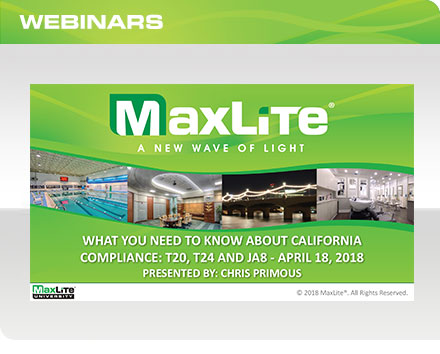 WEBINARS
MAXLITE®
A NEW WAVE OF LIGHT
WHAT YOU NEED TO KNOW ABOUT CALIFORNIA
COMPLIANCE: T20, T24 AND JA8 - APRIL 18, 2018
PRESENTED BY: CHRIS PRIMOUS
MAXLITE
UNIVERSITY
© 2018 MaxLite®. All Rights Reserved.